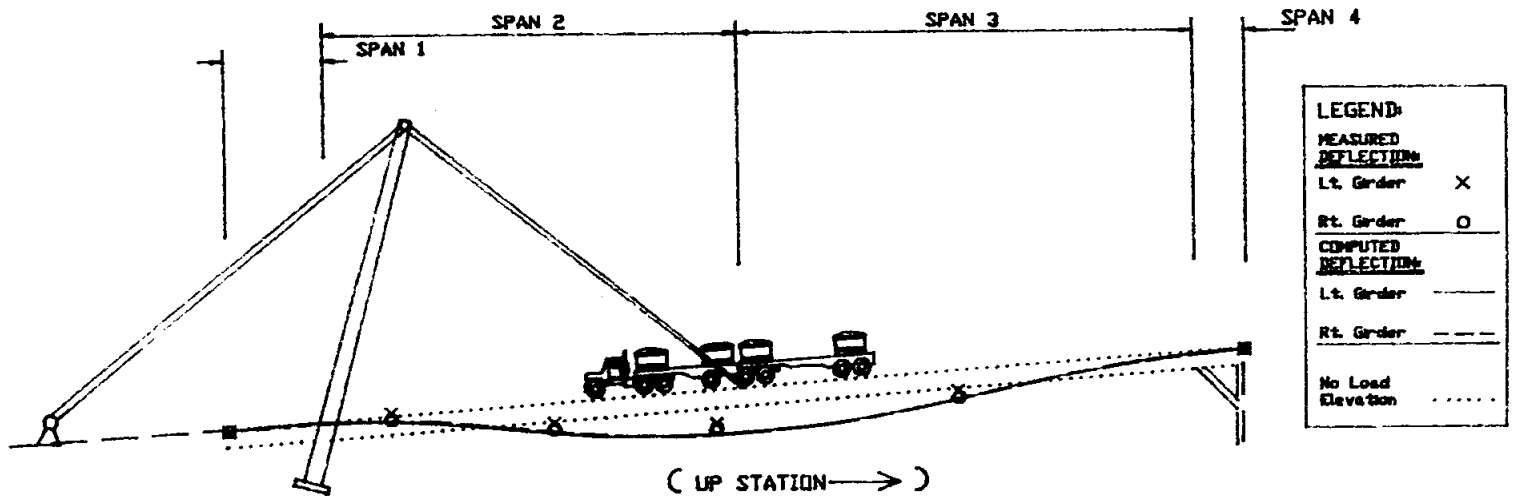 SPAN 2
SPAN 3
SPAN 4
SPAN 1
LEGEND:
MEASURED
DEFLECTION:
Lt. Girder
Rt. Girder
COMPUTED
DEFLECTION:
Lt. Girder
Rt. Girder
No Load
Elevation
( UP STATION )